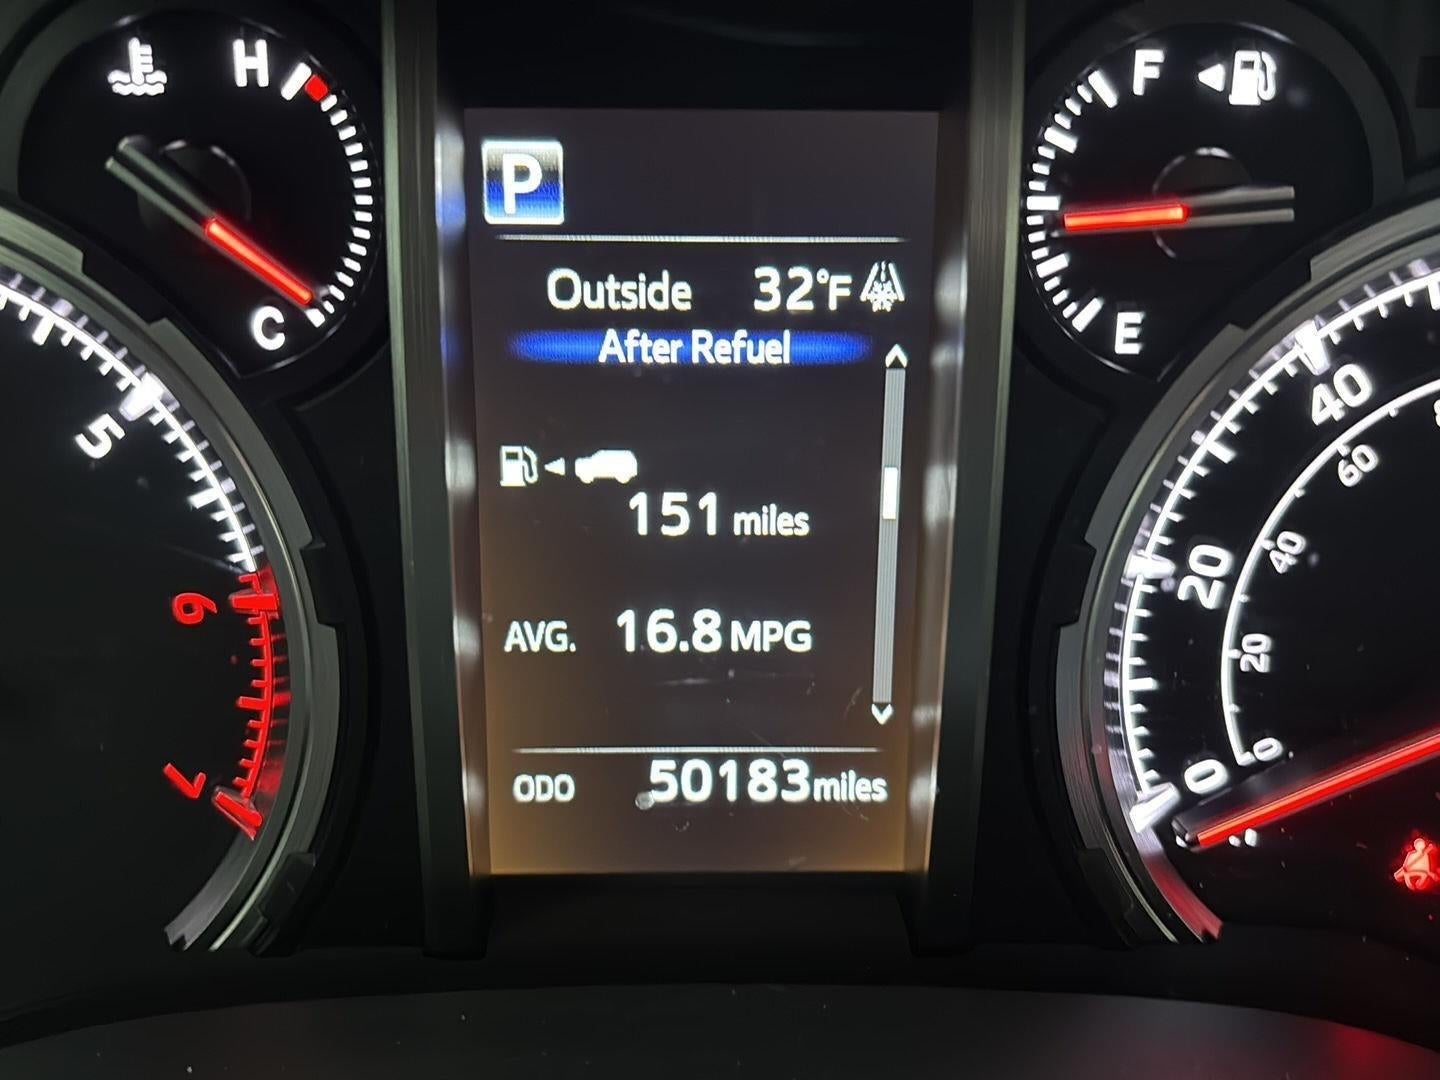 H
C
P
Outside 32°F
After Refuel
151 miles
AVG. 16.8 MPG
ODO 50183 miles
F
E
5
6
7
40
20
0
60
40
20
0